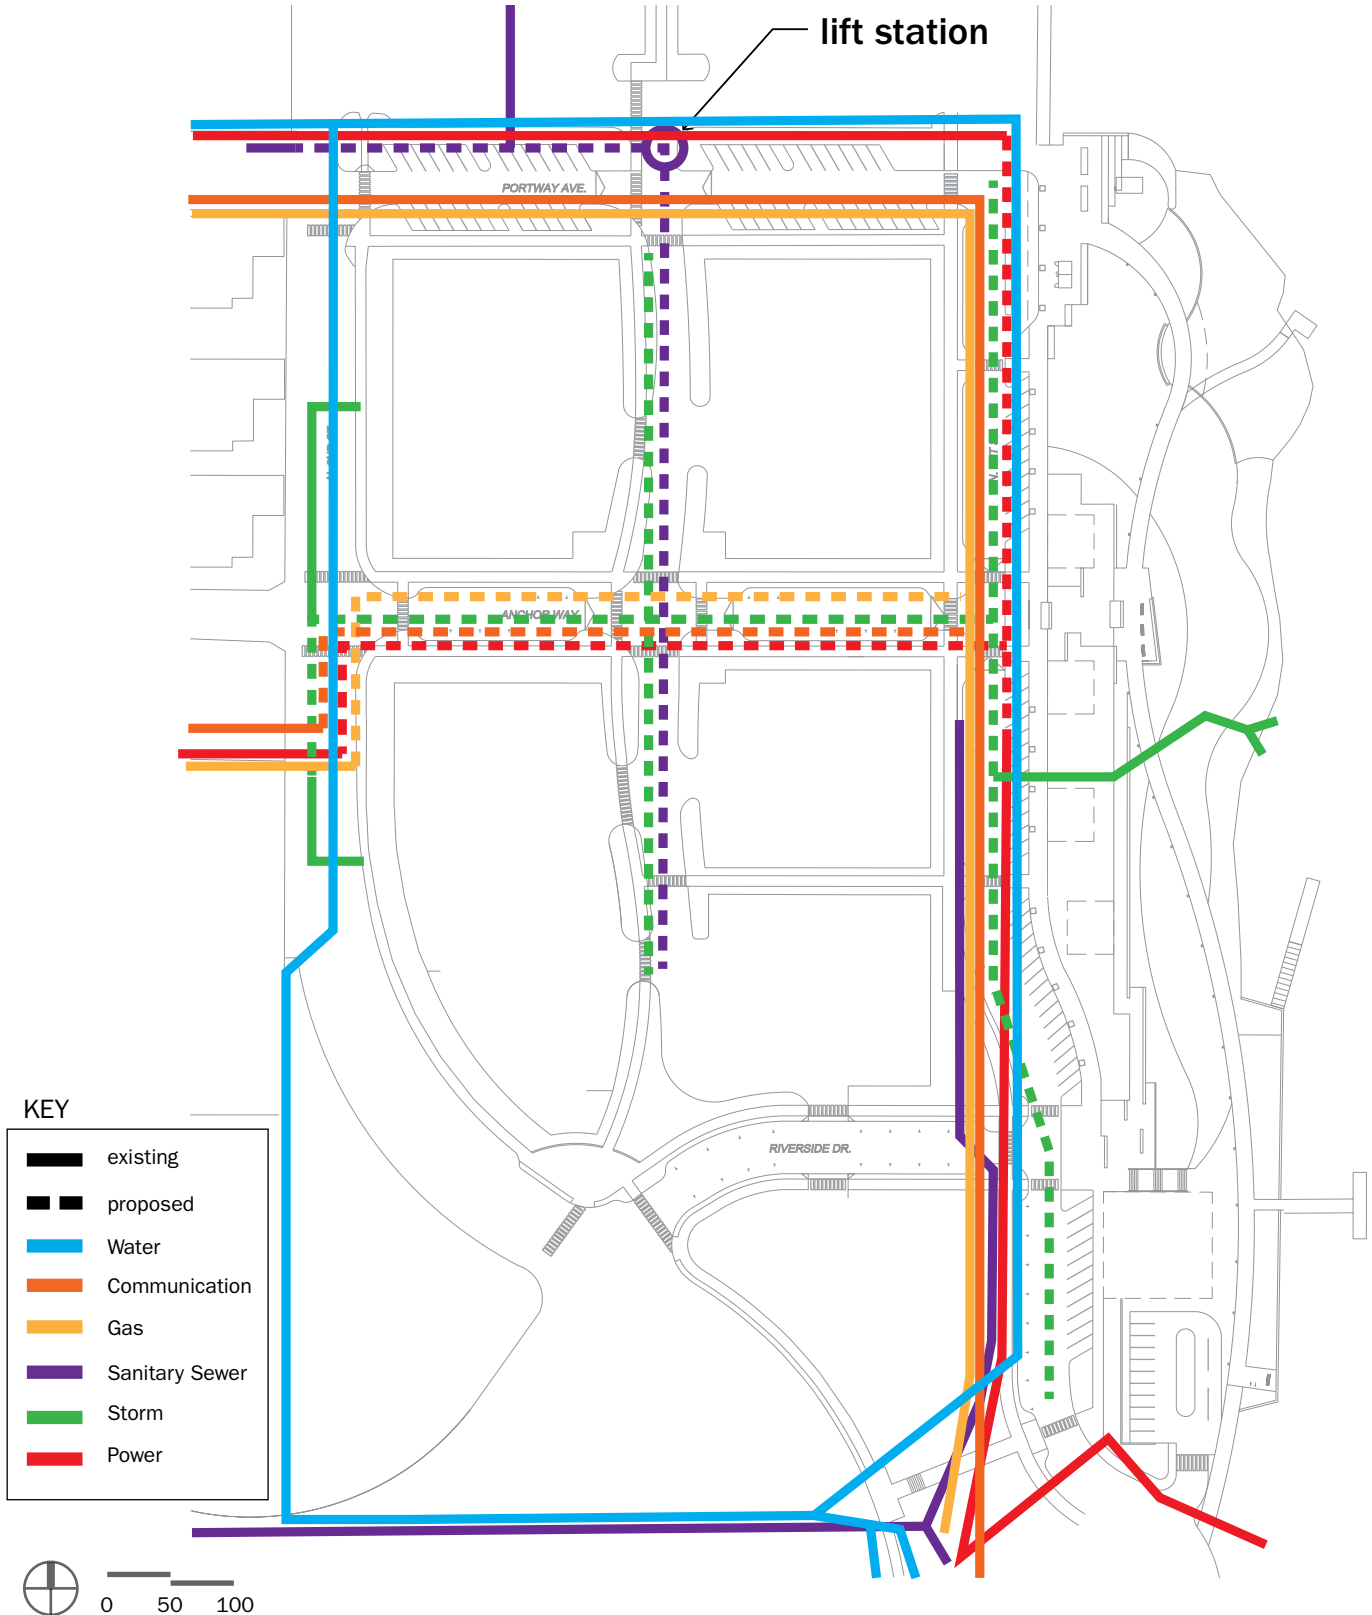 lift station
PORTWAY AVE.
ANCHOR WAY
RIVERSIDE DR.
KEY
existing
proposed
Water
Communication
Gas
Sanitary Sewer
Storm
Power
0 50 100